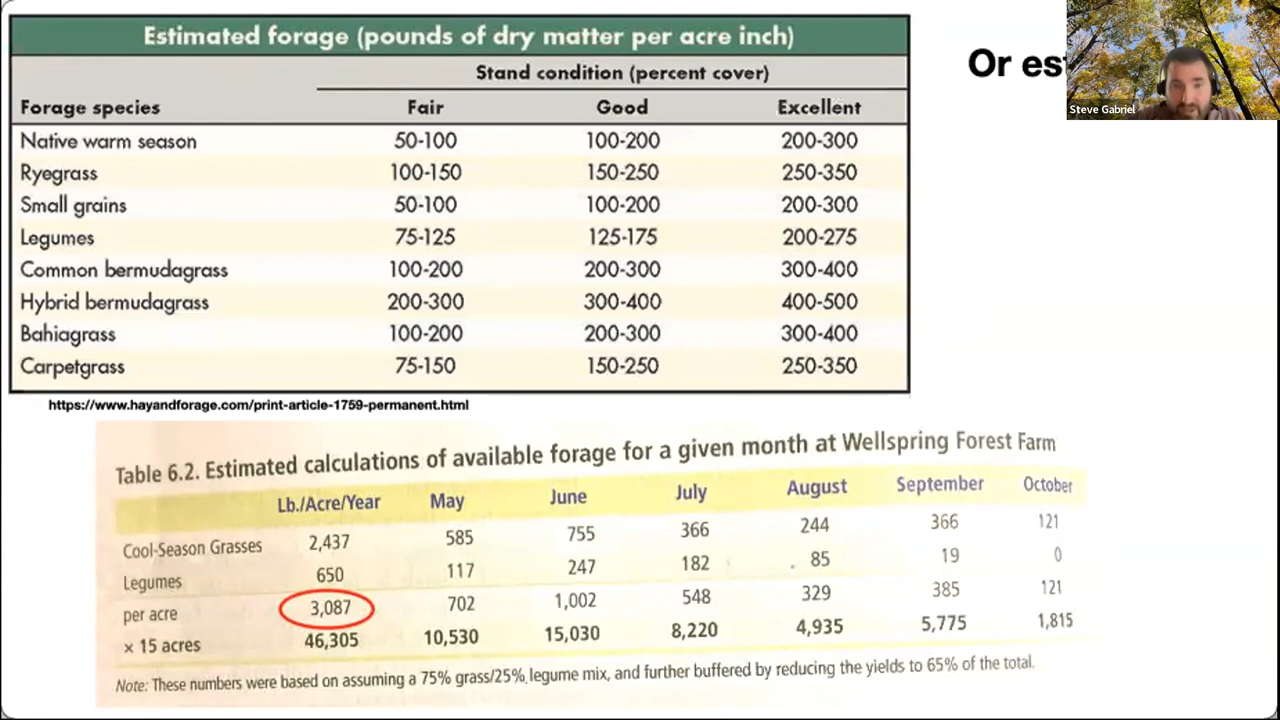 Estimated forage (pounds of dry matter per acre inch)
Stand condition (percent cover)
Forage species Fair Good Excellent
Native warm season 50-100 100-200 200-300
Ryegrass 100-150 150-250 250-350
Small grains 50-100 100-200 200-300
Legumes 75-125 125-175 200-275
Common bermudagrass 100-200 200-300 300-400
Hybrid bermudagrass 200-300 300-400 400-500
Bahiagrass 100-200 200-300 300-400
Carpetgrass 75-150 150-250 250-350
https://www.hayandforage.com/print-article-1759-permanent.html
Or
Steve Gabriel
Table 6.2. Estimated calculations of available forage for a given month at Wellspring Forest Farm
Lb./Acre/Year May June July August September October
Cool-Season Grasses 2,437 585 755 366 244 366 121
Legumes 650 117 247 182 85 19 0
per acre 3,087 702 1,002 548 329 385 121
× 15 acres 46,305 10,530 15,030 8,220 4,935 5,775 1,815
Note: These numbers were based on assuming a 75% grass/25% legume mix, and further buffered by reducing the yields to 65% of the total.